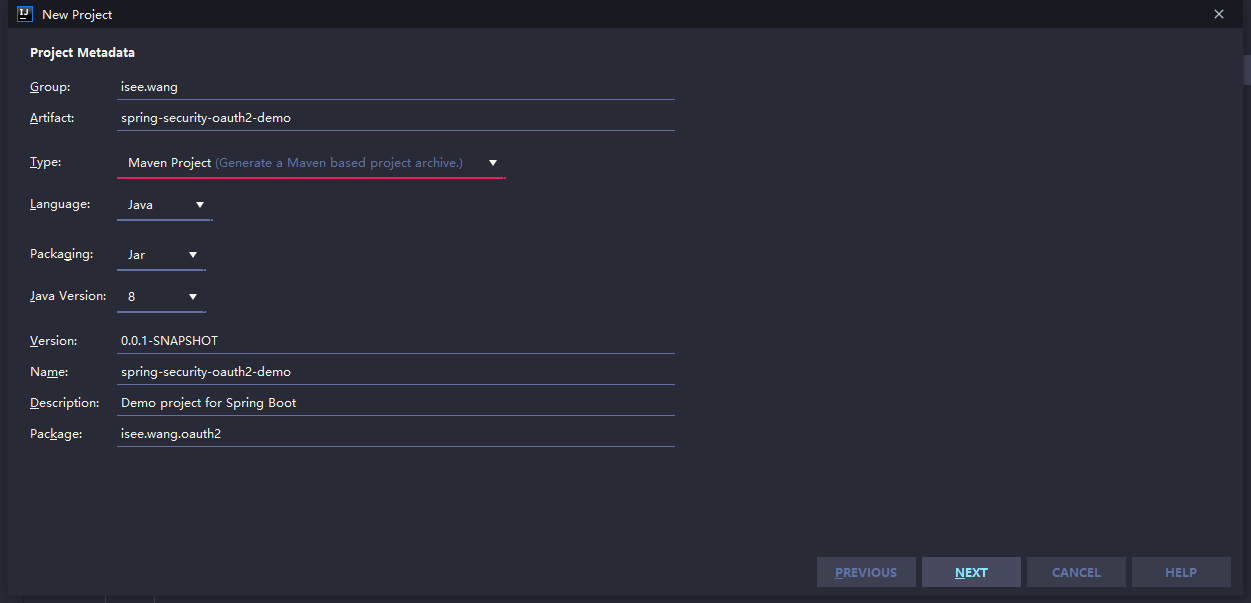 IJ New Project
Project Metadata
Group: isee.wang
Artifact: spring-security-oauth2-demo
Type: Maven Project (Generate a Maven based project archive.)
Language: Java
Packaging: Jar
Java Version: 8
Version: 0.0.1-SNAPSHOT
Name: spring-security-oauth2-demo
Description: Demo project for Spring Boot
Package: isee.wang.oauth2
PREVIOUS NEXT CANCEL HELP